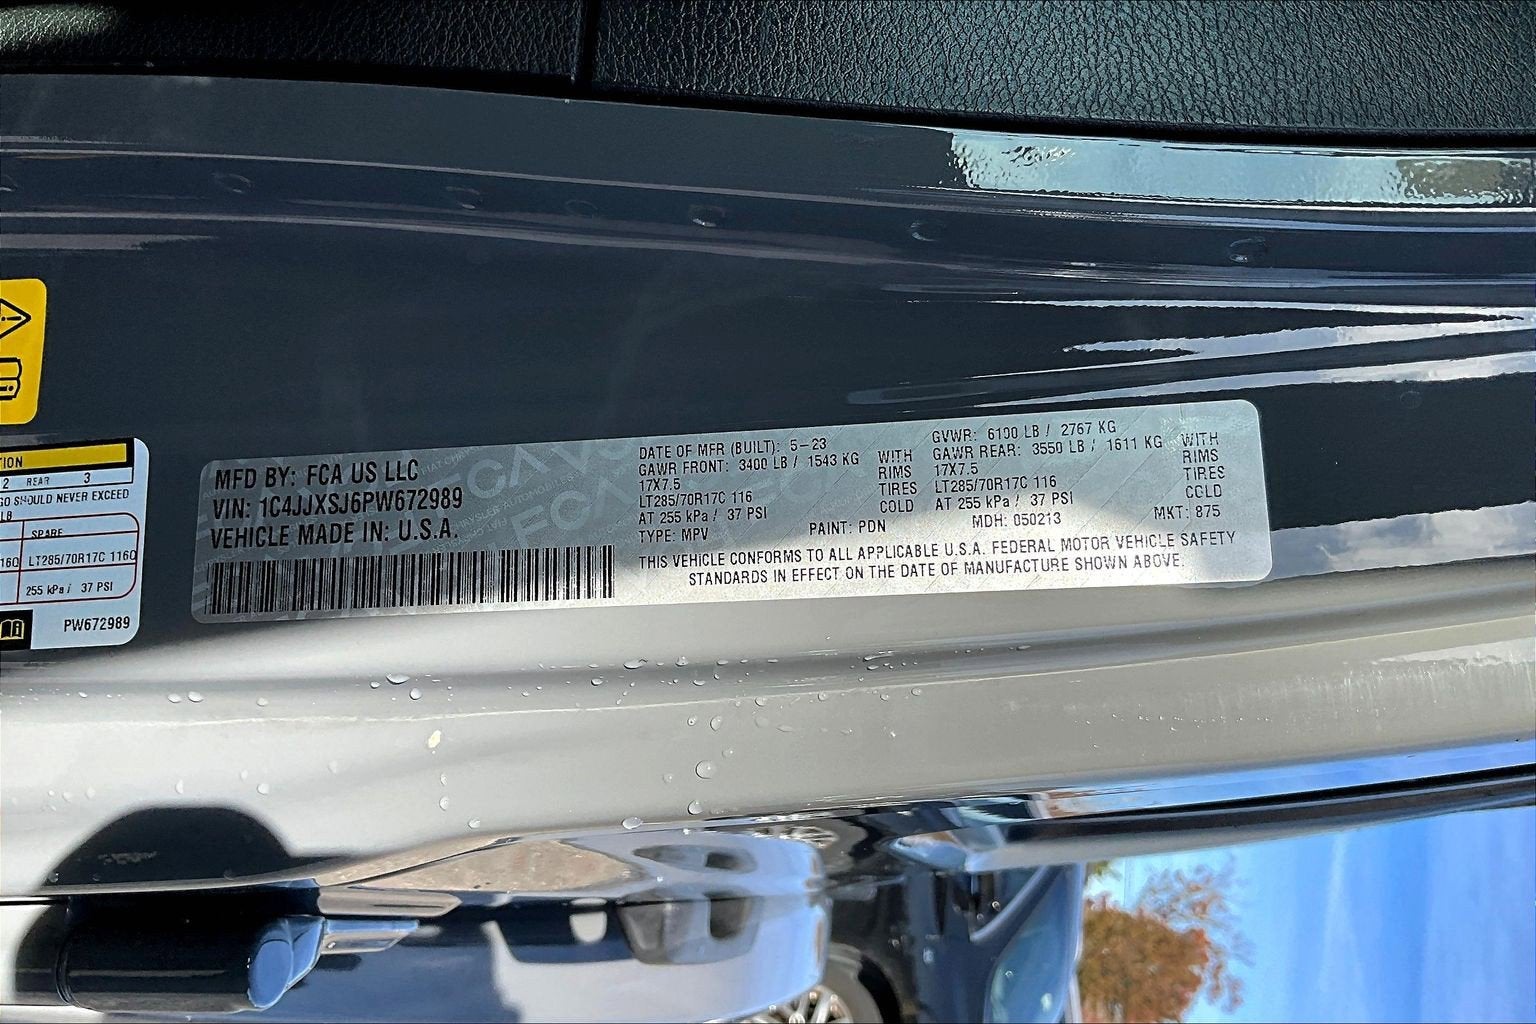 MFD BY: FCA US LLC
VIN: 1C4JJXSJ6PW672989
VEHICLE MADE IN: U.S.A.
DATE OF MFR (BUILT): 5-23
GAWR FRONT: 3400 LB / 1543 KG WITH
17X7.5 RIMS
LT285/70R17C 116 TIRES
AT 255 kPa / 37 PSI COLD
TYPE: MPV PAINT: PDN
GVWR: 6100 LB / 2767 KG
GAWR REAR: 3550 LB / 1611 KG WITH
17X7.5 RIMS
LT285/70R17C 116 TIRES
AT 255 kPa / 37 PSI COLD
MDH: 050213 MKT: 875
THIS VEHICLE CONFORMS TO ALL APPLICABLE U.S.A. FEDERAL MOTOR VEHICLE SAFETY
STANDARDS IN EFFECT ON THE DATE OF MANUFACTURE SHOWN ABOVE.
TION
2 REAR 3
GO SHOULD NEVER EXCEED
LB
SPARE
116Q LT285/70R17C 116Q
255 kPa / 37 PSI
PW672989